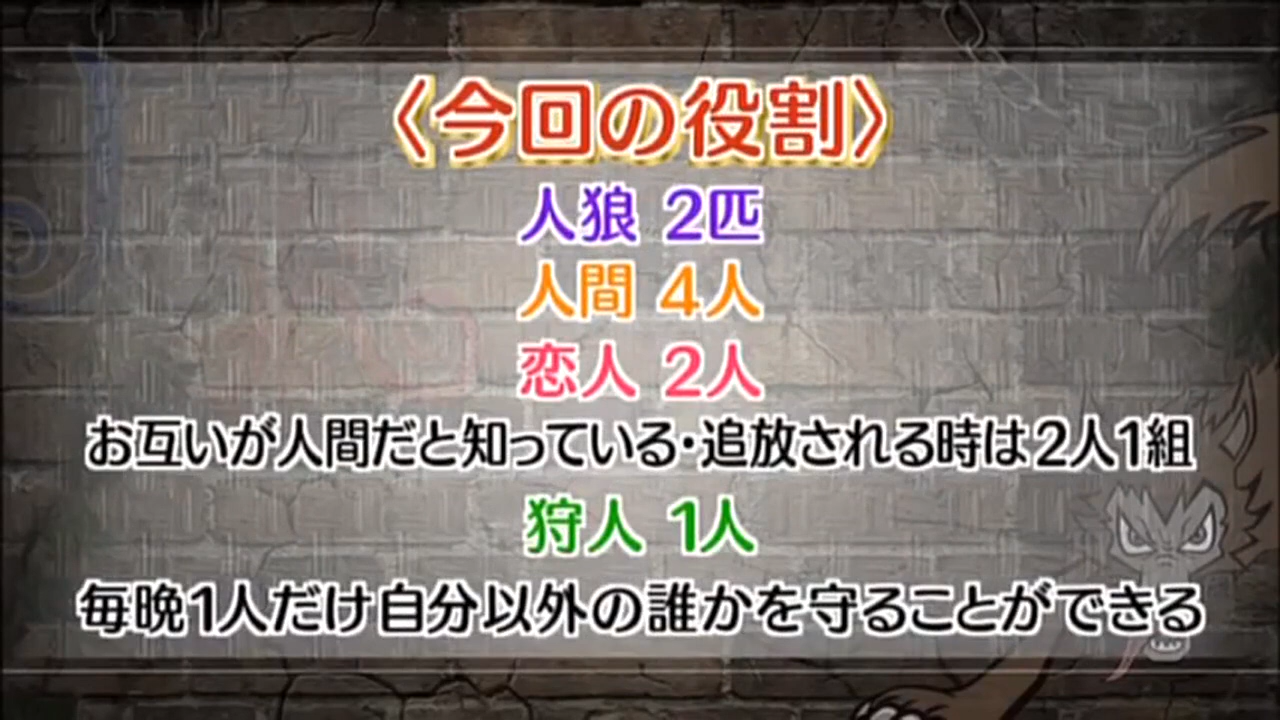 〈今回の役割〉
人狼 2匹
人間 4人
恋人 2人
お互いが人間だと知っている・追放される時は2人1組
狩人 1人
毎晩1人だけ自分以外の誰かを守ることができる